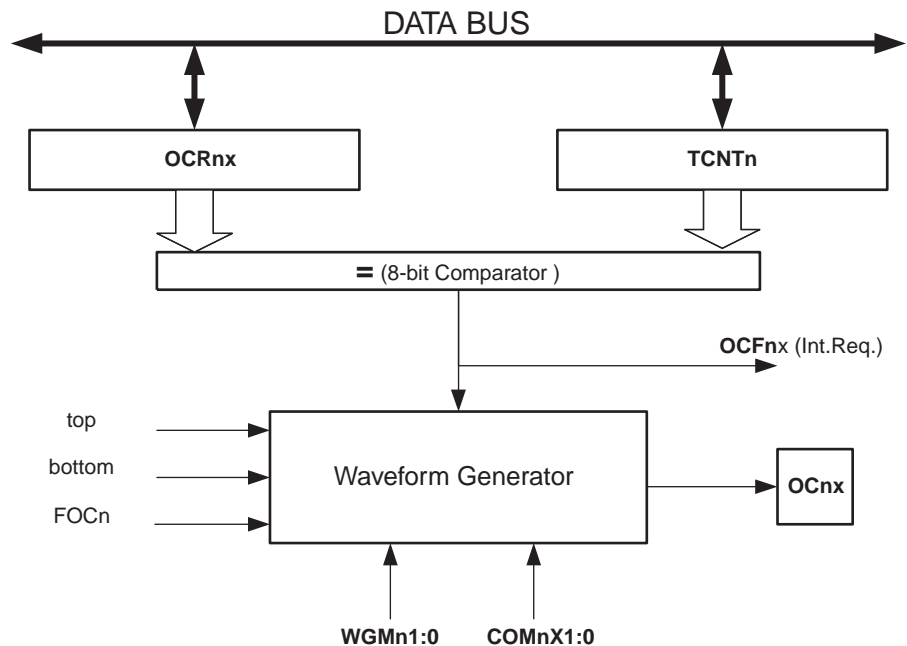 DATA BUS
OCRnx
TCNTn
= (8-bit Comparator )
OCFnx (Int.Req.)
top
bottom
FOCn
Waveform Generator
OCnx
WGMn1:0
COMnX1:0